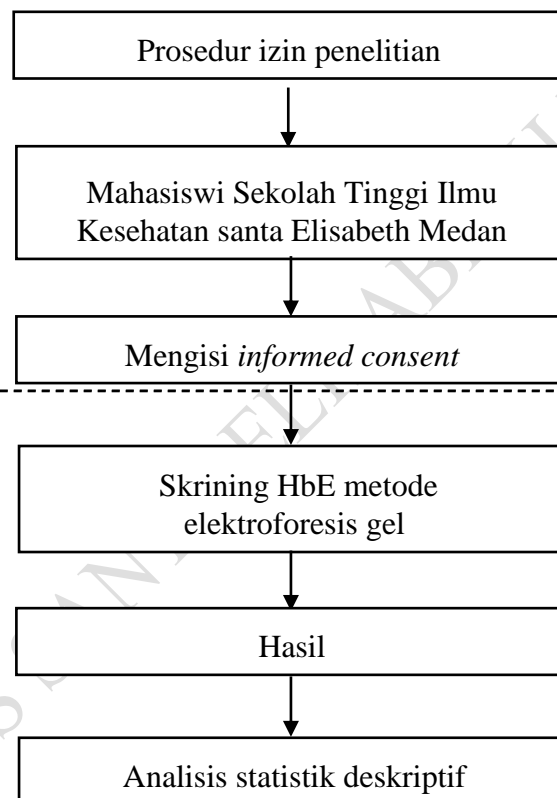 Prosedur izin penelitian
Mahasiswi Sekolah Tinggi Ilmu
Kesehatan santa Elisabeth Medan
Mengisi informed consent
Skrining HbE metode
elektroforesis gel
Hasil
Analisis statistik deskriptif